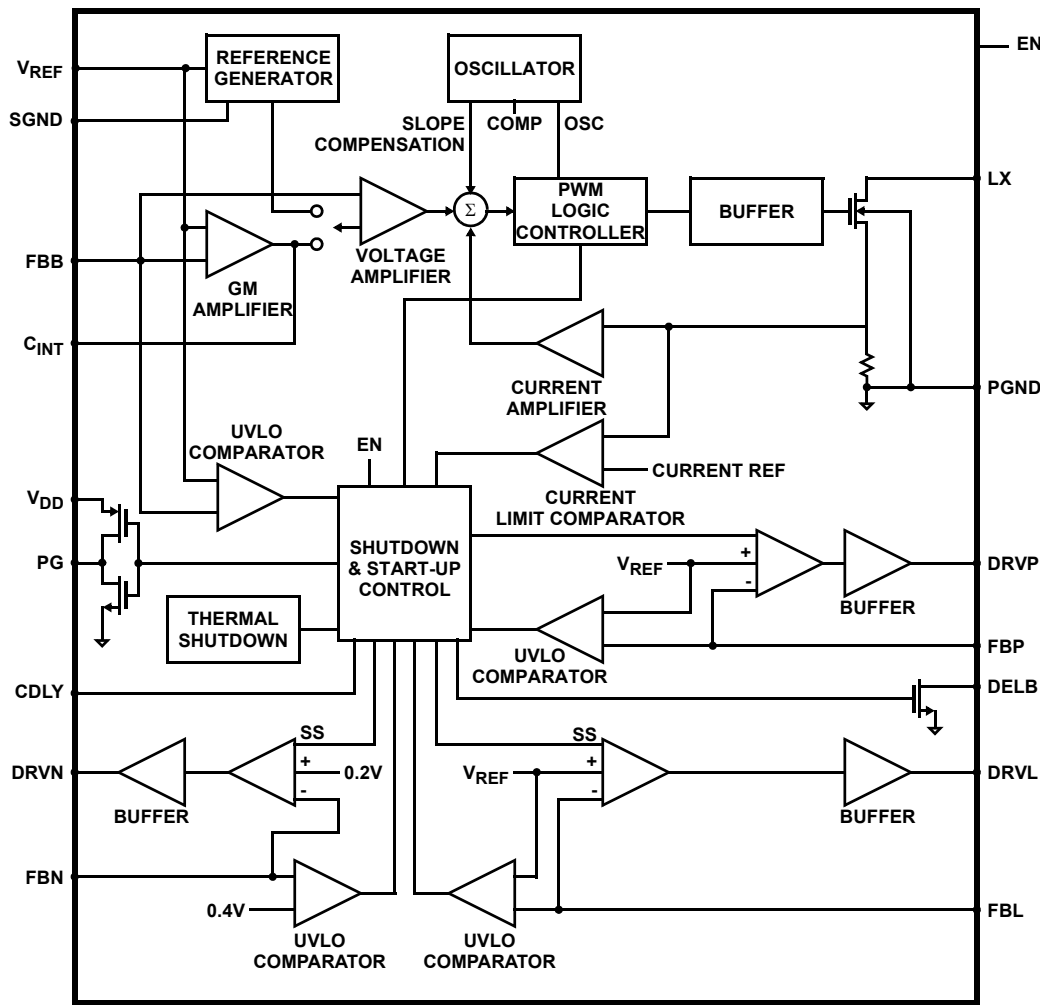 REFERENCE
GENERATOR
OSCILLATOR
EN
VREF
SGND
SLOPE
COMPENSATION
COMP
OSC
LX
PWM
LOGIC
CONTROLLER
BUFFER
Σ
VOLTAGE
AMPLIFIER
FBB
GM
AMPLIFIER
CINT
CURRENT
AMPLIFIER
PGND
UVLO
COMPARATOR
EN
CURRENT REF
CURRENT
LIMIT COMPARATOR
VDD
PG
SHUTDOWN
& START-UP
CONTROL
VREF
+
-
BUFFER
DRVP
THERMAL
SHUTDOWN
UVLO
COMPARATOR
FBP
CDLY
DELB
SS
+
0.2V
-
DRVN
BUFFER
SS
VREF
+
-
BUFFER
DRVL
FBN
0.4V
UVLO
COMPARATOR
UVLO
COMPARATOR
FBL